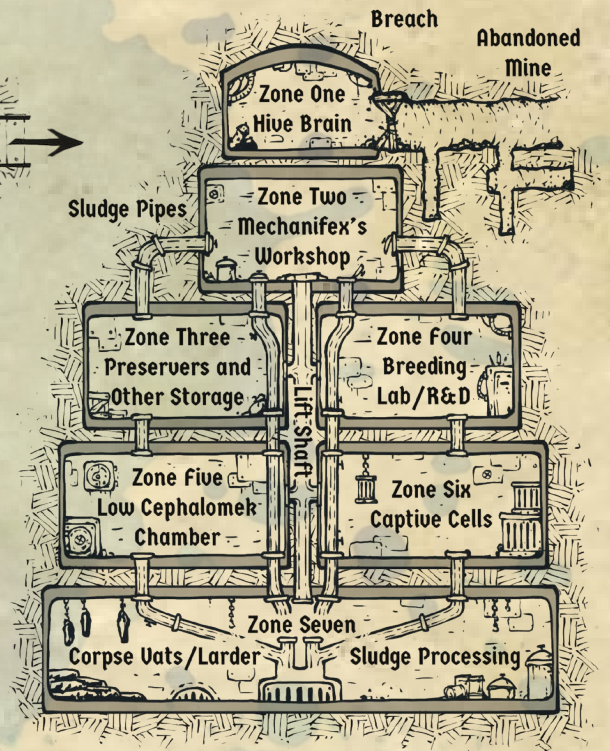 Breach
Abandoned
Mine
Zone One
Hive Brain
Sludge Pipes
Zone Two
Mechanifex's
Workshop
Zone Three
Preservers and
Other Storage
Lift Shaft
Zone Four
Breeding
Lab/R&D
Zone Five
Low Cephalomek
Chamber
Zone Six
Captive Cells
Zone Seven
Corpse Vats/Larder
Sludge Processing